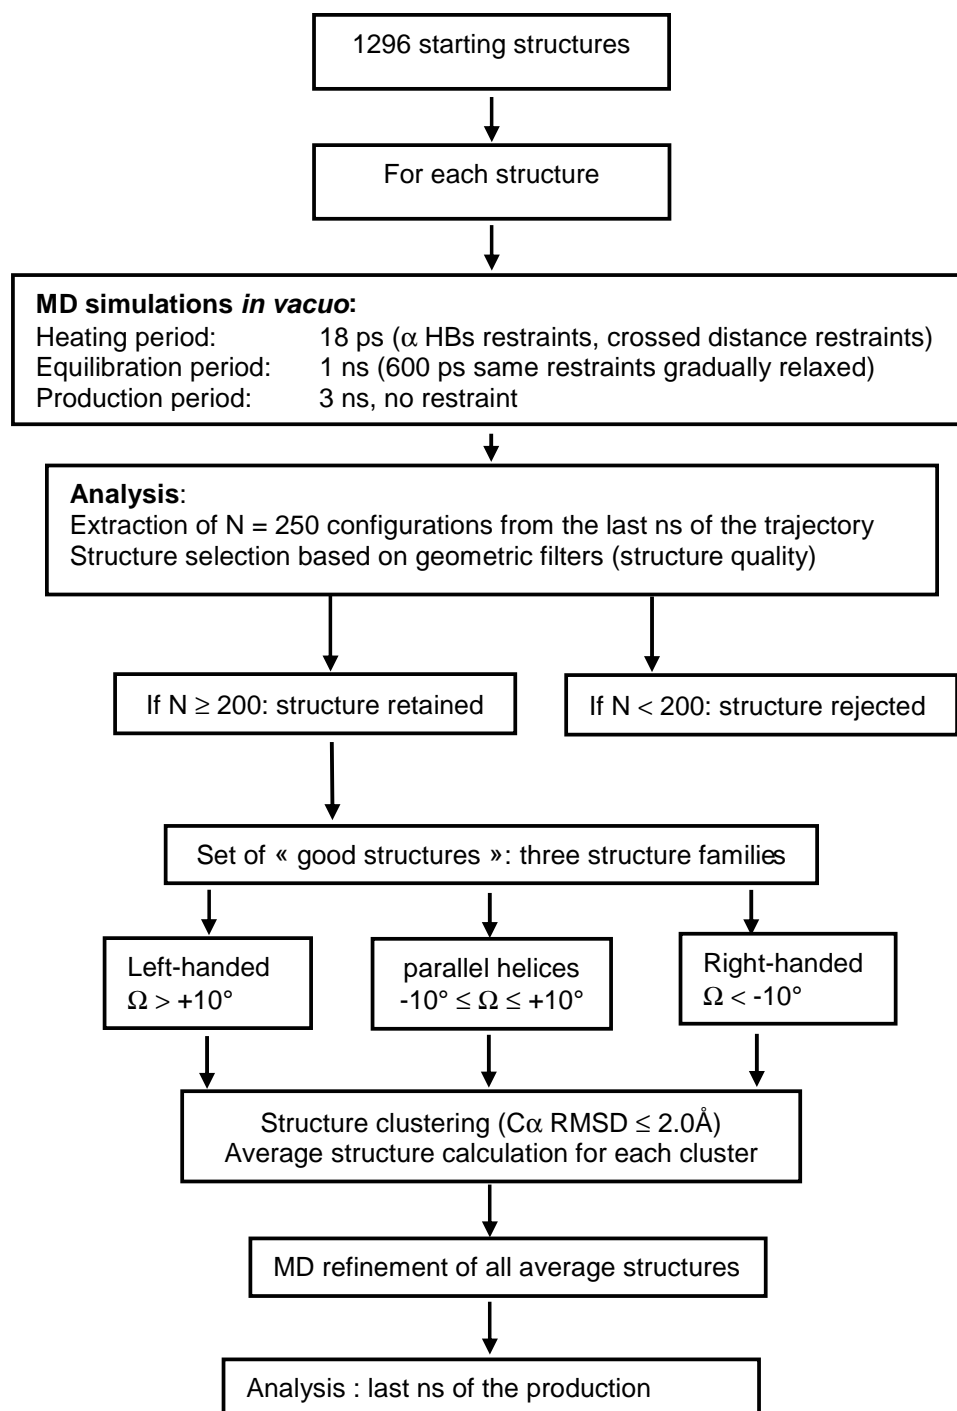 1296 starting structures
For each structure
MD simulations in vacuo:
Heating period: 18 ps (α HBs restraints, crossed distance restraints)
Equilibration period: 1 ns (600 ps same restraints gradually relaxed)
Production period: 3 ns, no restraint
Analysis:
Extraction of N = 250 configurations from the last ns of the trajectory
Structure selection based on geometric filters (structure quality)
If N ≥ 200: structure retained
If N < 200: structure rejected
Set of « good structures »: three structure families
Left-handed
Ω > +10°
parallel helices
-10° ≤ Ω ≤ +10°
Right-handed
Ω < -10°
Structure clustering (Cα RMSD ≤ 2.0Å)
Average structure calculation for each cluster
MD refinement of all average structures
Analysis : last ns of the production